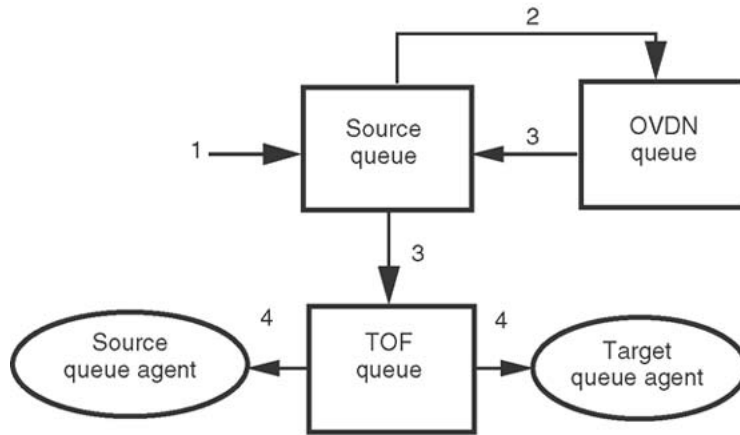 2
Source
queue
OVDN
queue
1
3
3
4
TOF
queue
4
Source
queue agent
Target
queue agent